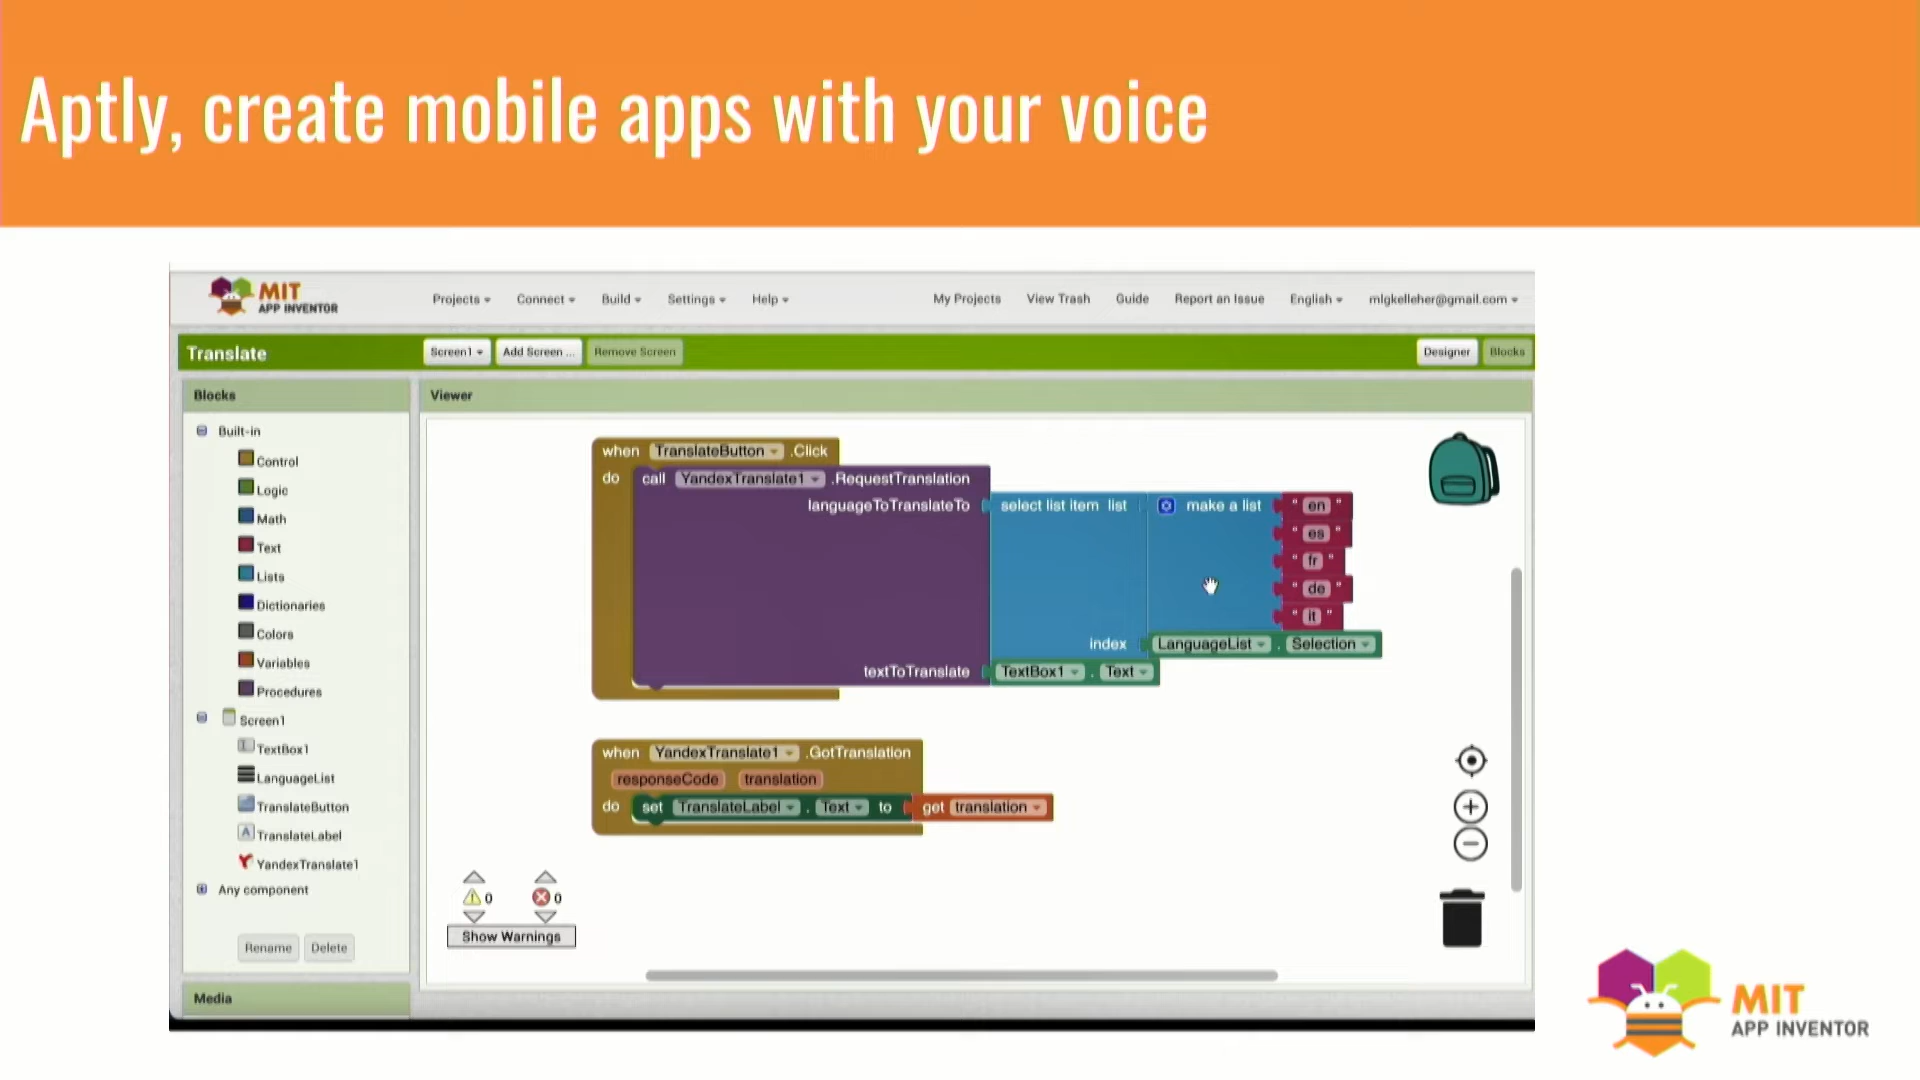 Aptly, create mobile apps with your voice
MIT
APP INVENTOR
Projects Connect Build Settings Help My Projects View Trash Guide Report an Issue English mlgkelleher@gmail.com
Translate Screen1 Add Screen ... Remove Screen Designer Blocks
Blocks
Viewer
Built-in
Control
Logic
Math
Text
Lists
Dictionaries
Colors
Variables
Procedures
Screen1
TextBox1
LanguageList
TranslateButton
TranslateLabel
YandexTranslate1
Any component
Rename Delete
Media
when TranslateButton .Click
do call YandexTranslate1 .RequestTranslation
languageToTranslateTo select list item list make a list " en "
" es "
" fr "
" de "
" it "
index LanguageList . Selection
textToTranslate TextBox1 . Text
when YandexTranslate1 .GotTranslation
responseCode translation
do set TranslateLabel . Text to get translation
0 0
Show Warnings
MIT
APP INVENTOR